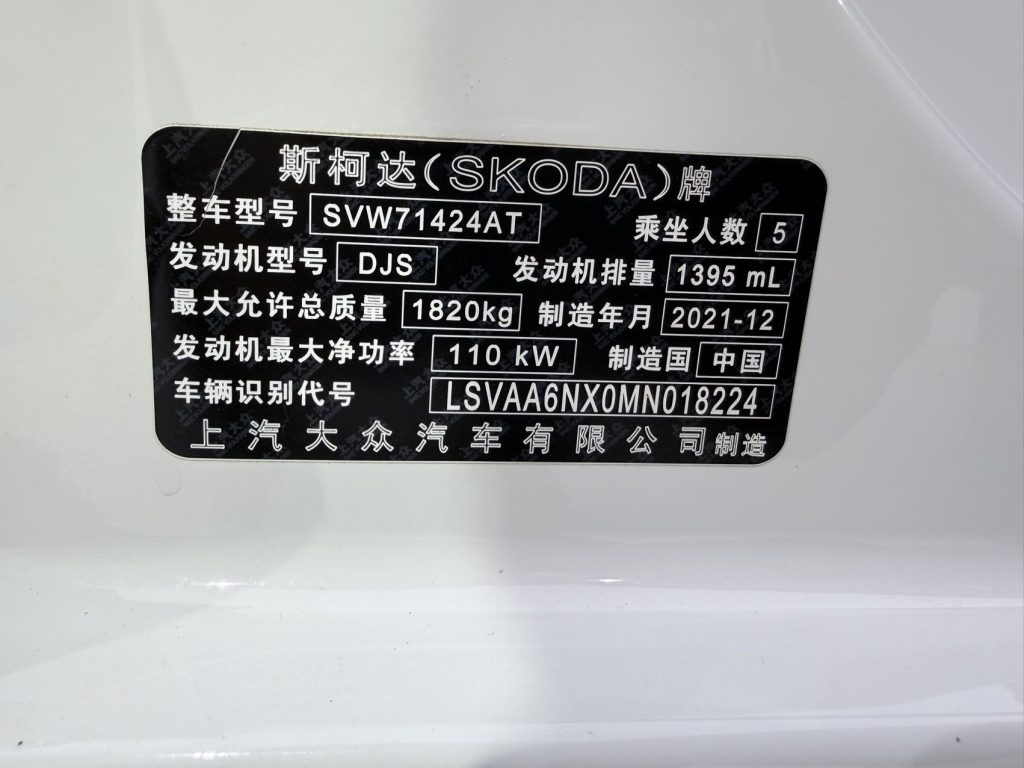 斯柯达(SKODA)牌
整车型号 SVW71424AT 乘坐人数 5
发动机型号 DJS 发动机排量 1395 mL
最大允许总质量 1820kg 制造年月 2021-12
发动机最大净功率 110 kW 制造国 中国
车辆识别代号 LSVAA6NX0MN018224
上汽大众汽车有限公司制造